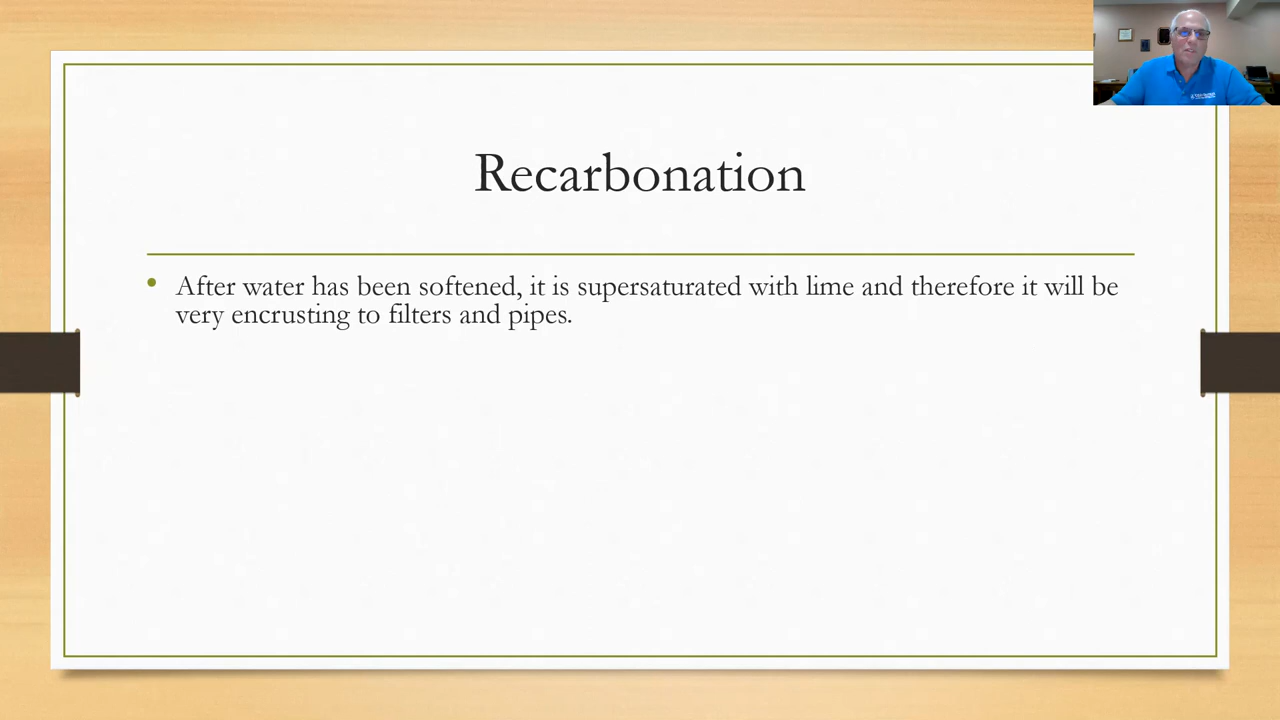 Recarbonation
• After water has been softened, it is supersaturated with lime and therefore it will be
very encrusting to filters and pipes.